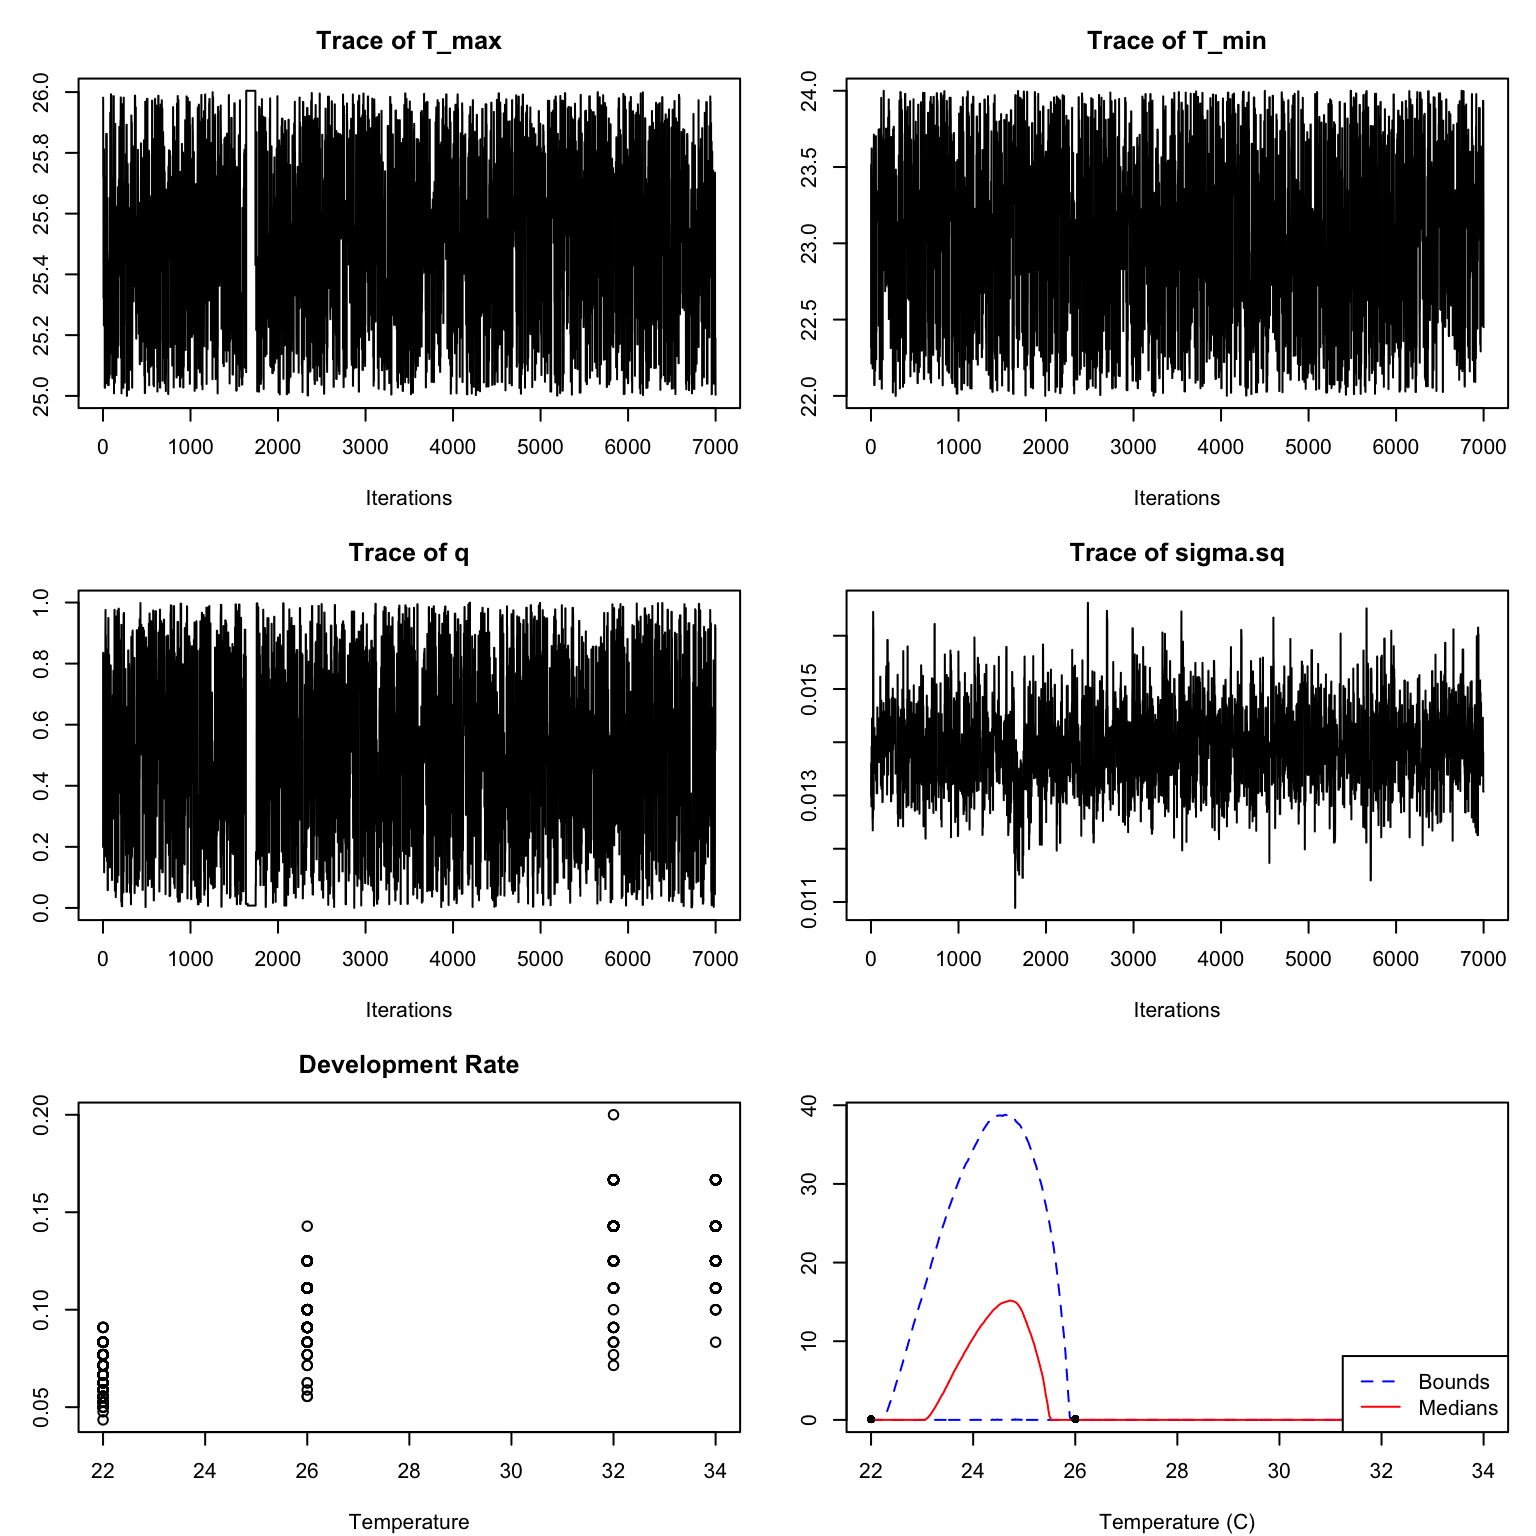 Trace of T_max
Trace of T_min
26.0
25.8
25.6
25.4
25.2
25.0
0 1000 2000 3000 4000 5000 6000 7000
Iterations
24.0
23.5
23.0
22.5
22.0
0 1000 2000 3000 4000 5000 6000 7000
Iterations
Trace of q
Trace of sigma.sq
1.0
0.8
0.6
0.4
0.2
0.0
0 1000 2000 3000 4000 5000 6000 7000
Iterations
0.015
0.013
0.011
0 1000 2000 3000 4000 5000 6000 7000
Iterations
Development Rate
0.20
0.15
0.10
0.05
22 24 26 28 30 32 34
Temperature
40
30
20
10
0
Bounds
Medians
22 24 26 28 30 32 34
Temperature (C)